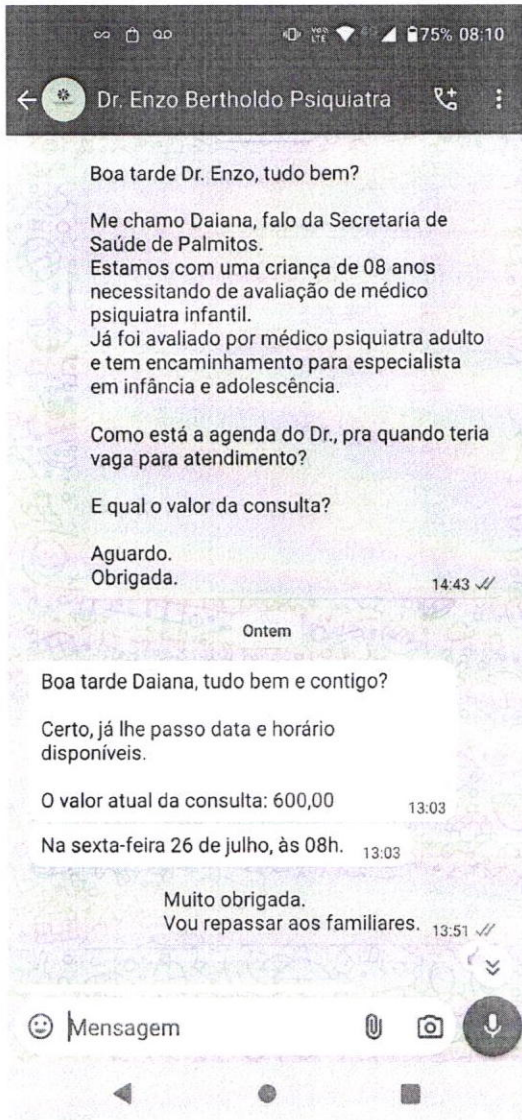 VoD LTE 75% 08:10
Dr. Enzo Bertholdo Psiquiatra
Boa tarde Dr. Enzo, tudo bem?
Me chamo Daiana, falo da Secretaria de
Saúde de Palmitos.
Estamos com uma criança de 08 anos
necessitando de avaliação de médico
psiquiatra infantil.
Já foi avaliado por médico psiquiatra adulto
e tem encaminhamento para especialista
em infância e adolescência.
Como está a agenda do Dr., pra quando teria
vaga para atendimento?
E qual o valor da consulta?
Aguardo.
Obrigada.
14:43
Ontem
Boa tarde Daiana, tudo bem e contigo?
Certo, já lhe passo data e horário
disponíveis.
O valor atual da consulta: 600,00
13:03
Na sexta-feira 26 de julho, às 08h. 13:03
Muito obrigada.
Vou repassar aos familiares. 13:51
Mensagem